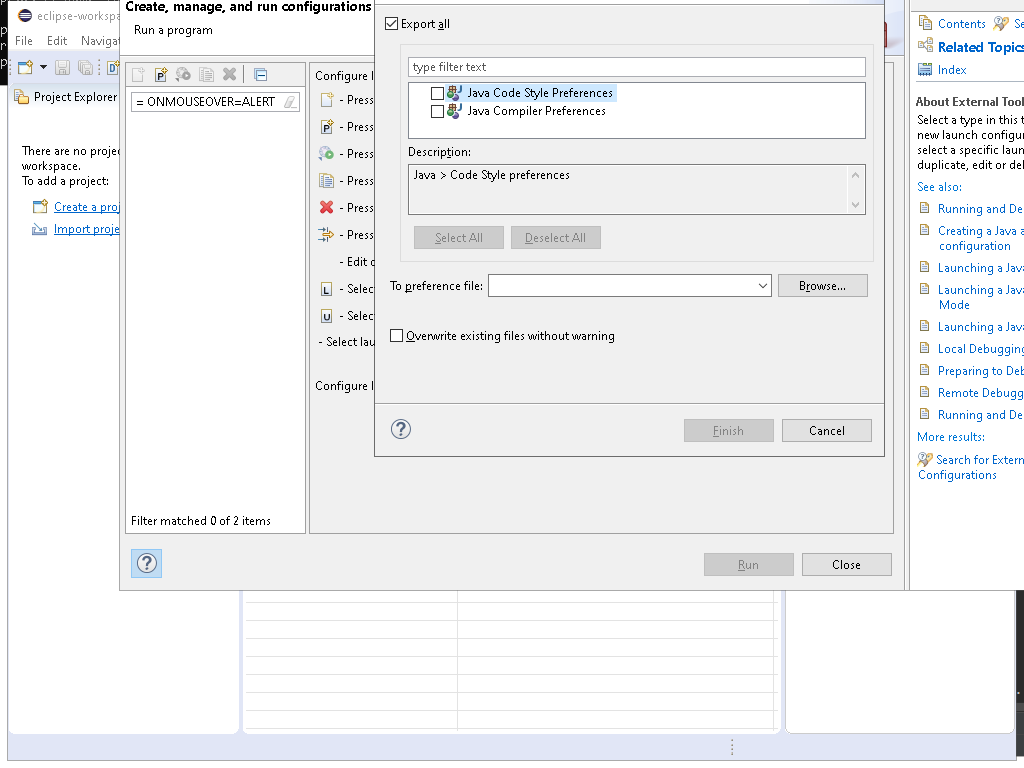 eclipse-workspa
File Edit Navigat
Project Explorer
There are no projec
workspace.
To add a project:
Create a proj
Import proje
Create, manage, and run configurations
Run a program
= ONMOUSEOVER=ALERT
Filter matched 0 of 2 items
Configure l
- Press
- Press
- Press
- Press
- Press
- Press
- Edit c
- Selec
- Selec
- Select lau
Configure l
Run
Close
Export all
type filter text
Java Code Style Preferences
Java Compiler Preferences
Description:
Java > Code Style preferences
Select All
Deselect All
To preference file:
Browse...
Overwrite existing files without warning
Finish
Cancel
Contents
Se
Related Topics
Index
About External Tool
Select a type in this t
new launch configur
select a specific laun
duplicate, edit or del
See also:
Running and De
Creating a Java a
configuration
Launching a Java
Launching a Java
Mode
Launching a Java
Local Debugging
Preparing to Deb
Remote Debugg
Running and De
More results:
Search for Extern
Configurations